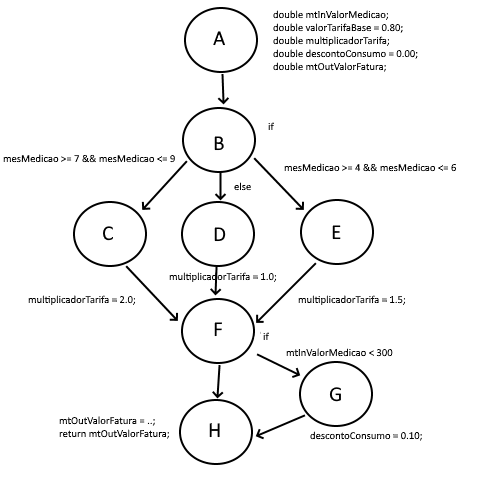 A
double mtInValorMedicao;
double valorTarifaBase = 0.80;
double multiplicadorTarifa;
double descontoConsumo = 0.00;
double mtOutValorFatura;
B
if
mesMedicao >= 7 && mesMedicao <= 9
mesMedicao >= 4 && mesMedicao <= 6
else
C
D
E
multiplicadorTarifa = 1.0;
multiplicadorTarifa = 2.0;
multiplicadorTarifa = 1.5;
F
if
mtInValorMedicao < 300
G
mtOutValorFatura = ..;
return mtOutValorFatura;
H
descontoConsumo = 0.10;